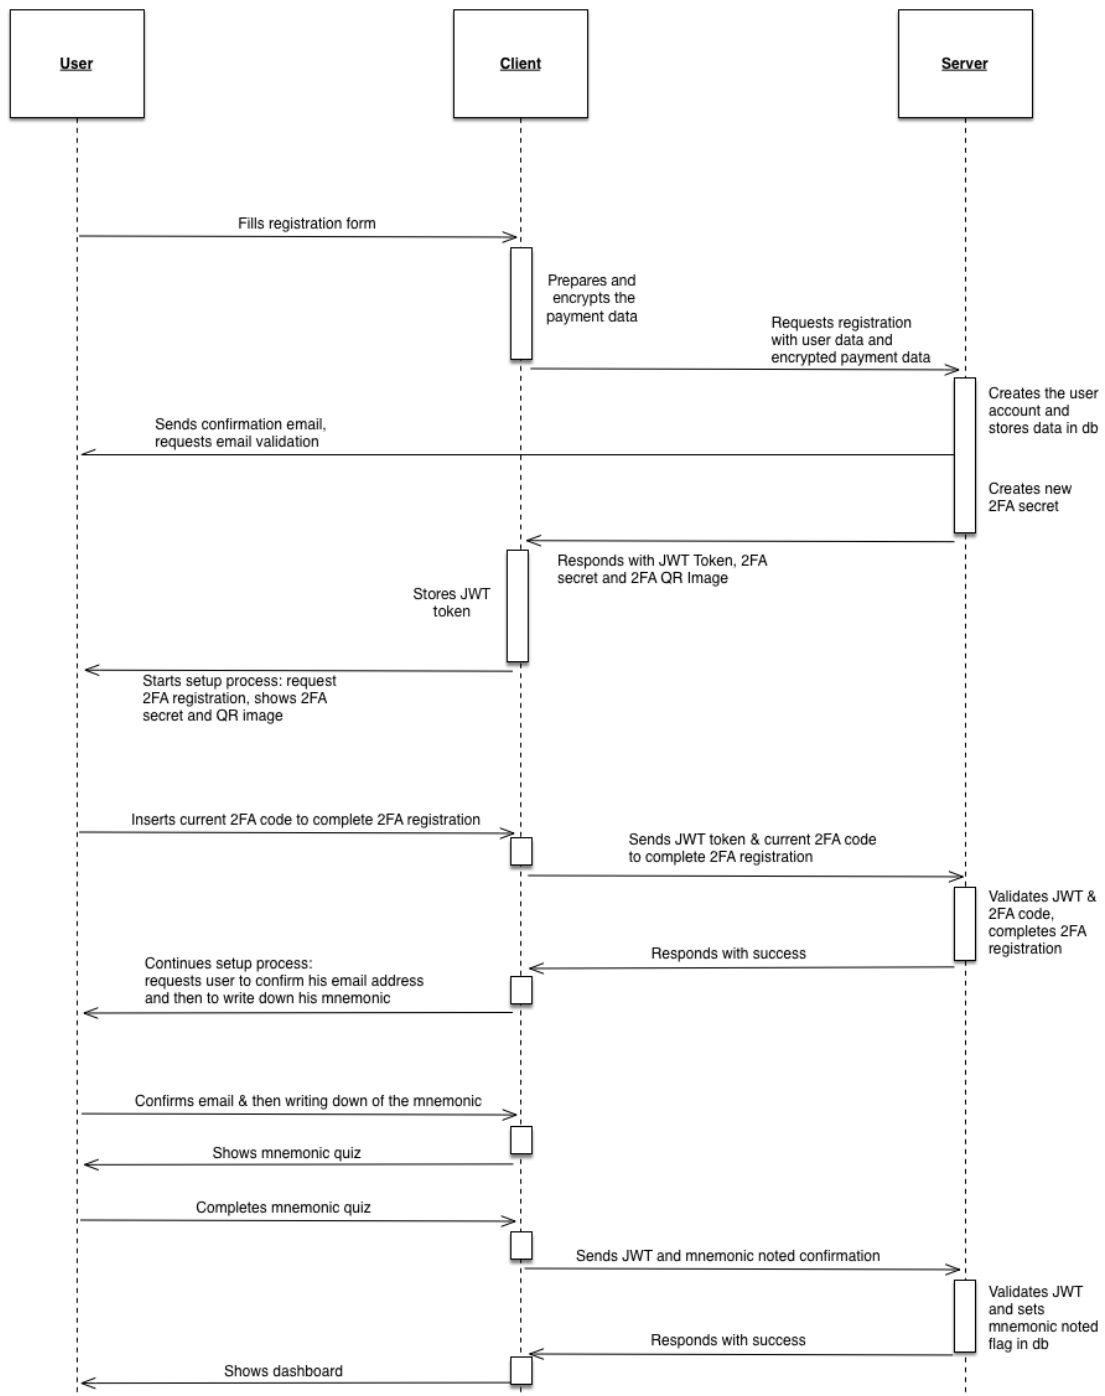 User
Client
Server
Fills registration form
Prepares and
encrypts the
payment data
Requests registration
with user data and
encrypted payment data
Creates the user
account and
stores data in db
Sends confirmation email,
requests email validation
Creates new
2FA secret
Responds with JWT Token, 2FA
secret and 2FA QR Image
Stores JWT
token
Starts setup process: request
2FA registration, shows 2FA
secret and QR image
Inserts current 2FA code to complete 2FA registration
Sends JWT token & current 2FA code
to complete 2FA registration
Validates JWT &
2FA code,
completes 2FA
registration
Responds with success
Continues setup process:
requests user to confirm his email address
and then to write down his mnemonic
Confirms email & then writing down of the mnemonic
Shows mnemonic quiz
Completes mnemonic quiz
Sends JWT and mnemonic noted confirmation
Validates JWT
and sets
mnemonic noted
flag in db
Responds with success
Shows dashboard